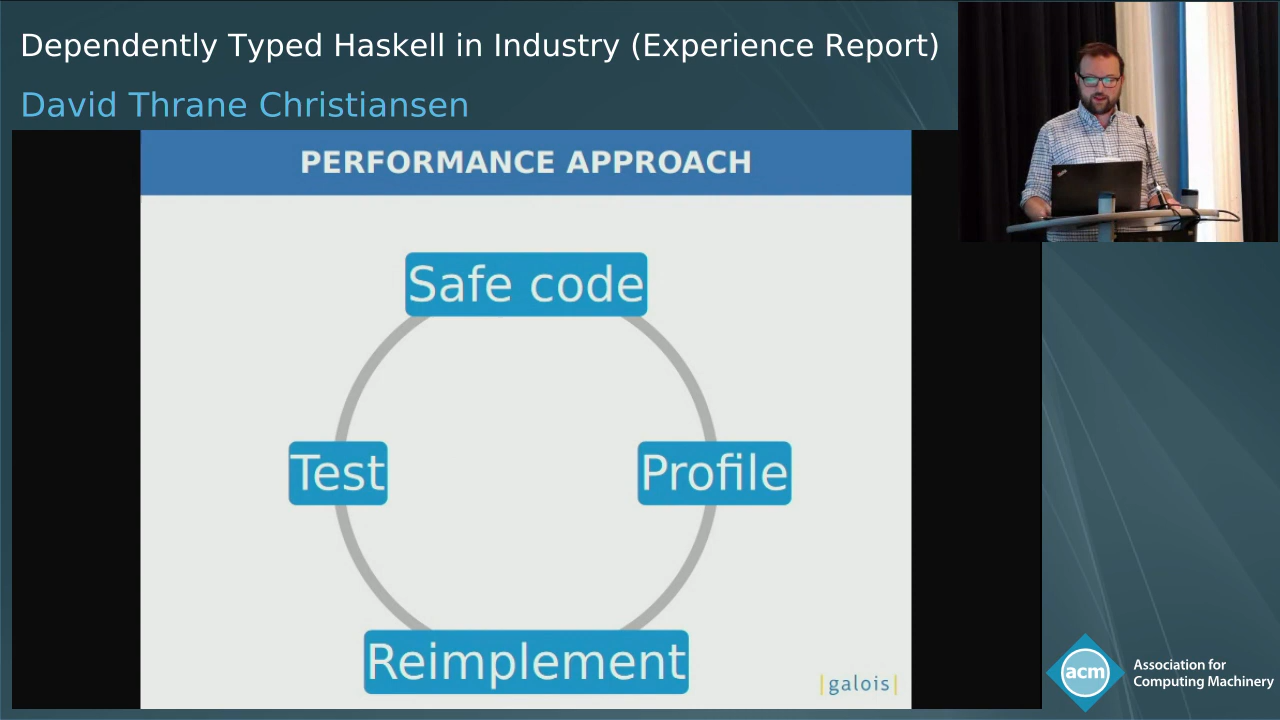 Dependently Typed Haskell in Industry (Experience Report)
David Thrane Christiansen
PERFORMANCE APPROACH
Safe code
Test
Profile
Reimplement
|galois|
acm
Association for
Computing Machinery